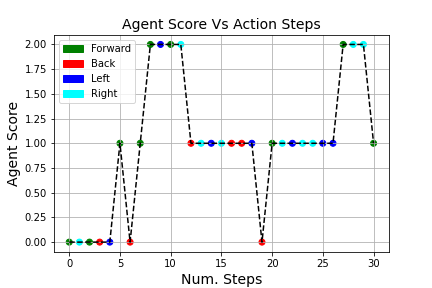 Agent Score Vs Action Steps
2.00
1.75
1.50
1.25
1.00
0.75
0.50
0.25
0.00
Agent Score
Forward
Back
Left
Right
0 5 10 15 20 25 30
Num. Steps